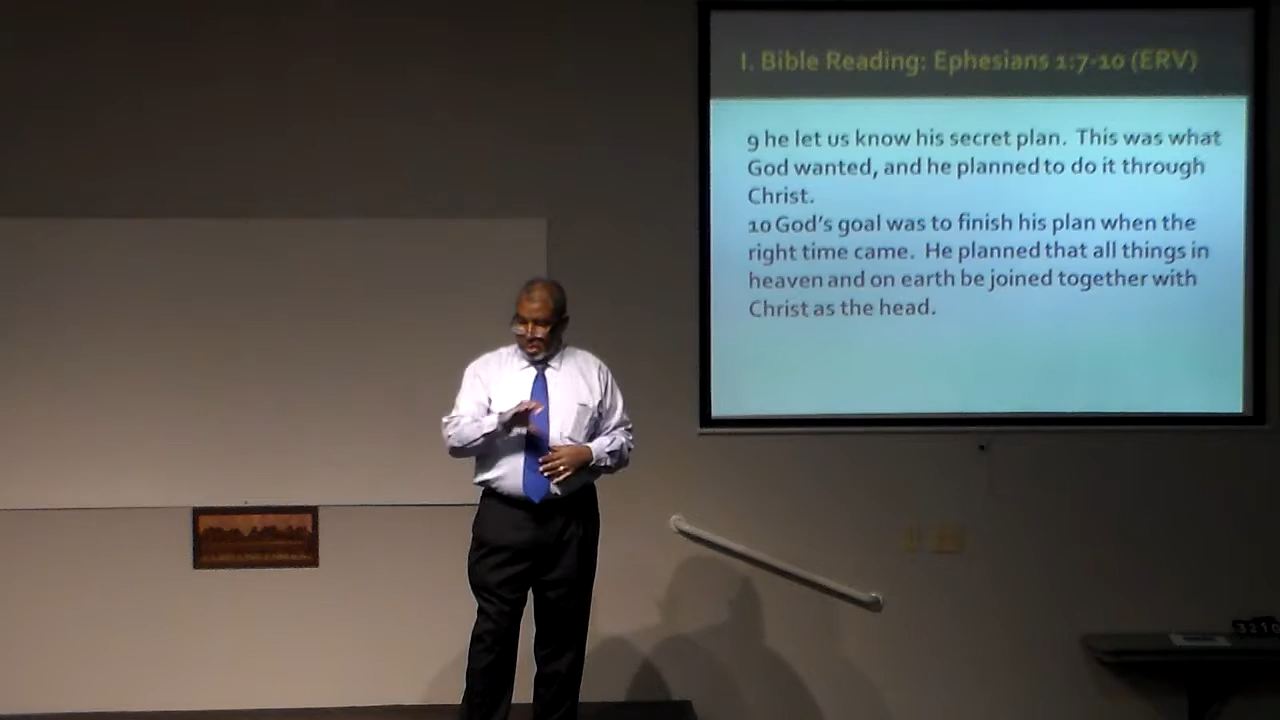 I. Bible Reading: Ephesians 1:7-10 (ERV)
9 he let us know his secret plan.  This was what
God wanted, and he planned to do it through
Christ.
10 God's goal was to finish his plan when the
right time came.  He planned that all things in
heaven and on earth be joined together with
Christ as the head.